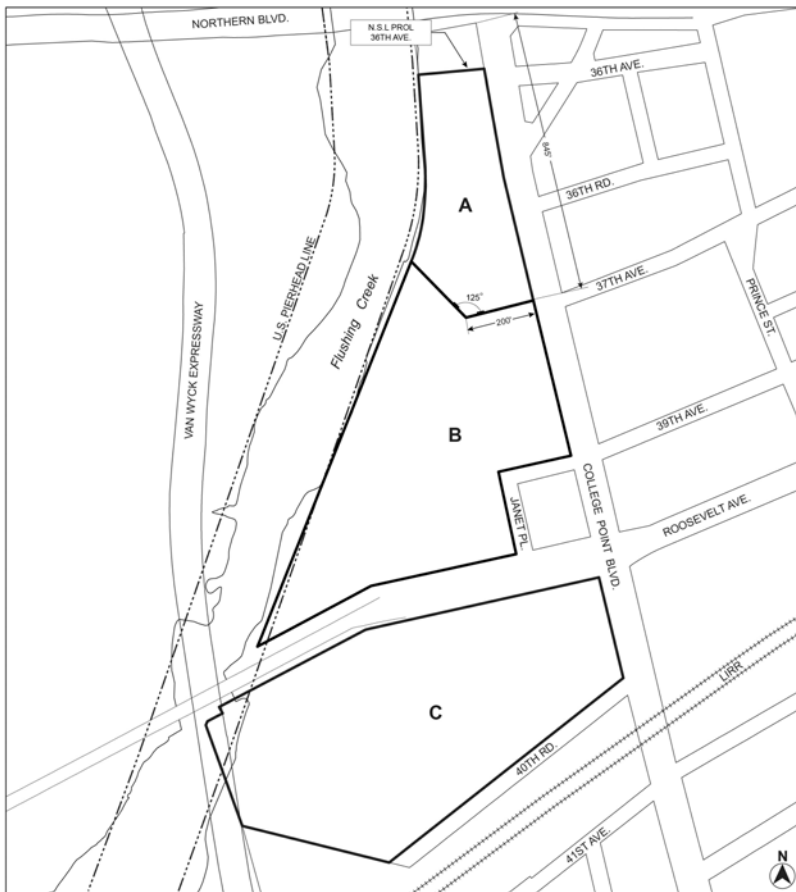 NORTHERN BLVD.
N.S.L PROL
36TH AVE.
36TH AVE.
845'
36TH RD.
A
37TH AVE.
125°
200'
PRINCE ST.
U.S. PIERHEAD LINE
Flushing Creek
VAN WYCK EXPRESSWAY
B
39TH AVE.
JANET PL.
COLLEGE POINT BLVD.
ROOSEVELT AVE.
LIRR
C
40TH RD.
41ST AVE.
N